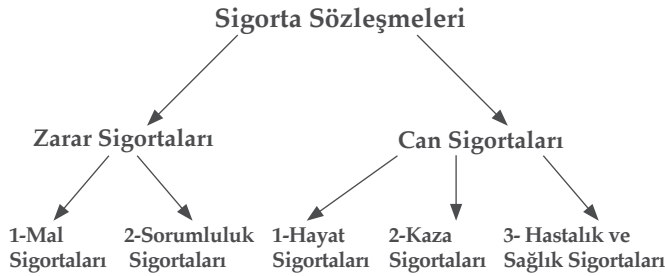 Sigorta Sözleşmeleri
Zarar Sigortaları
Can Sigortaları
1-Mal
Sigortaları
2-Sorumluluk
Sigortaları
1-Hayat
Sigortaları
2-Kaza
Sigortaları
3- Hastalık ve
Sağlık Sigortaları